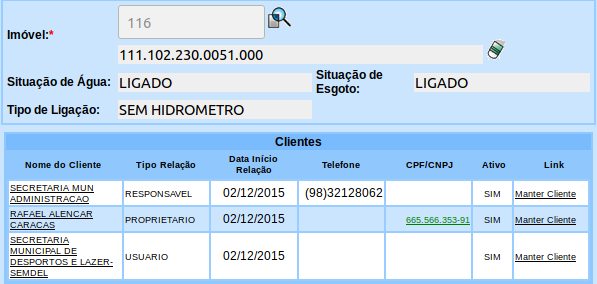 Imóvel:* 116
111.102.230.0051.000
Situação de Água: LIGADO Situação de Esgoto: LIGADO
Tipo de Ligação: SEM HIDROMETRO
Clientes
Nome do Cliente Tipo Relação Data Início Relação Telefone CPF/CNPJ Ativo Link
SECRETARIA MUN ADMINISTRACAO RESPONSAVEL 02/12/2015 (98)32128062 SIM Manter Cliente
RAFAEL ALENCAR CARACAS PROPRIETARIO 02/12/2015 665.566.353-91 SIM Manter Cliente
SECRETARIA MUNICIPAL DE DESPORTOS E LAZER-SEMDEL USUARIO 02/12/2015 SIM Manter Cliente